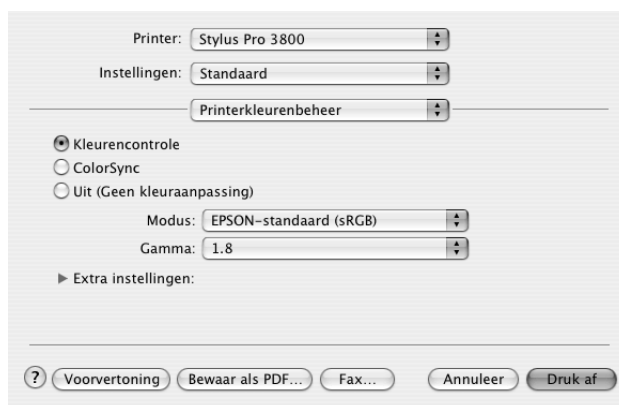 Printer: Stylus Pro 3800
Instellingen: Standaard
Printerkleurenbeheer
Kleurencontrole
ColorSync
Uit (Geen kleuraanpassing)
Modus: EPSON-standaard (sRGB)
Gamma: 1.8
Extra instellingen:
? Voorvertoning Bewaar als PDF... Fax... Annuleer Druk af